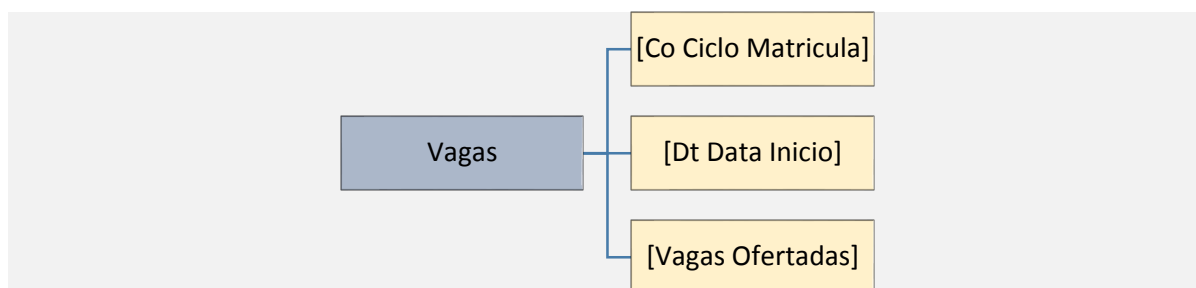 [Co Ciclo Matricula]
Vagas
[Dt Data Inicio]
[Vagas Ofertadas]